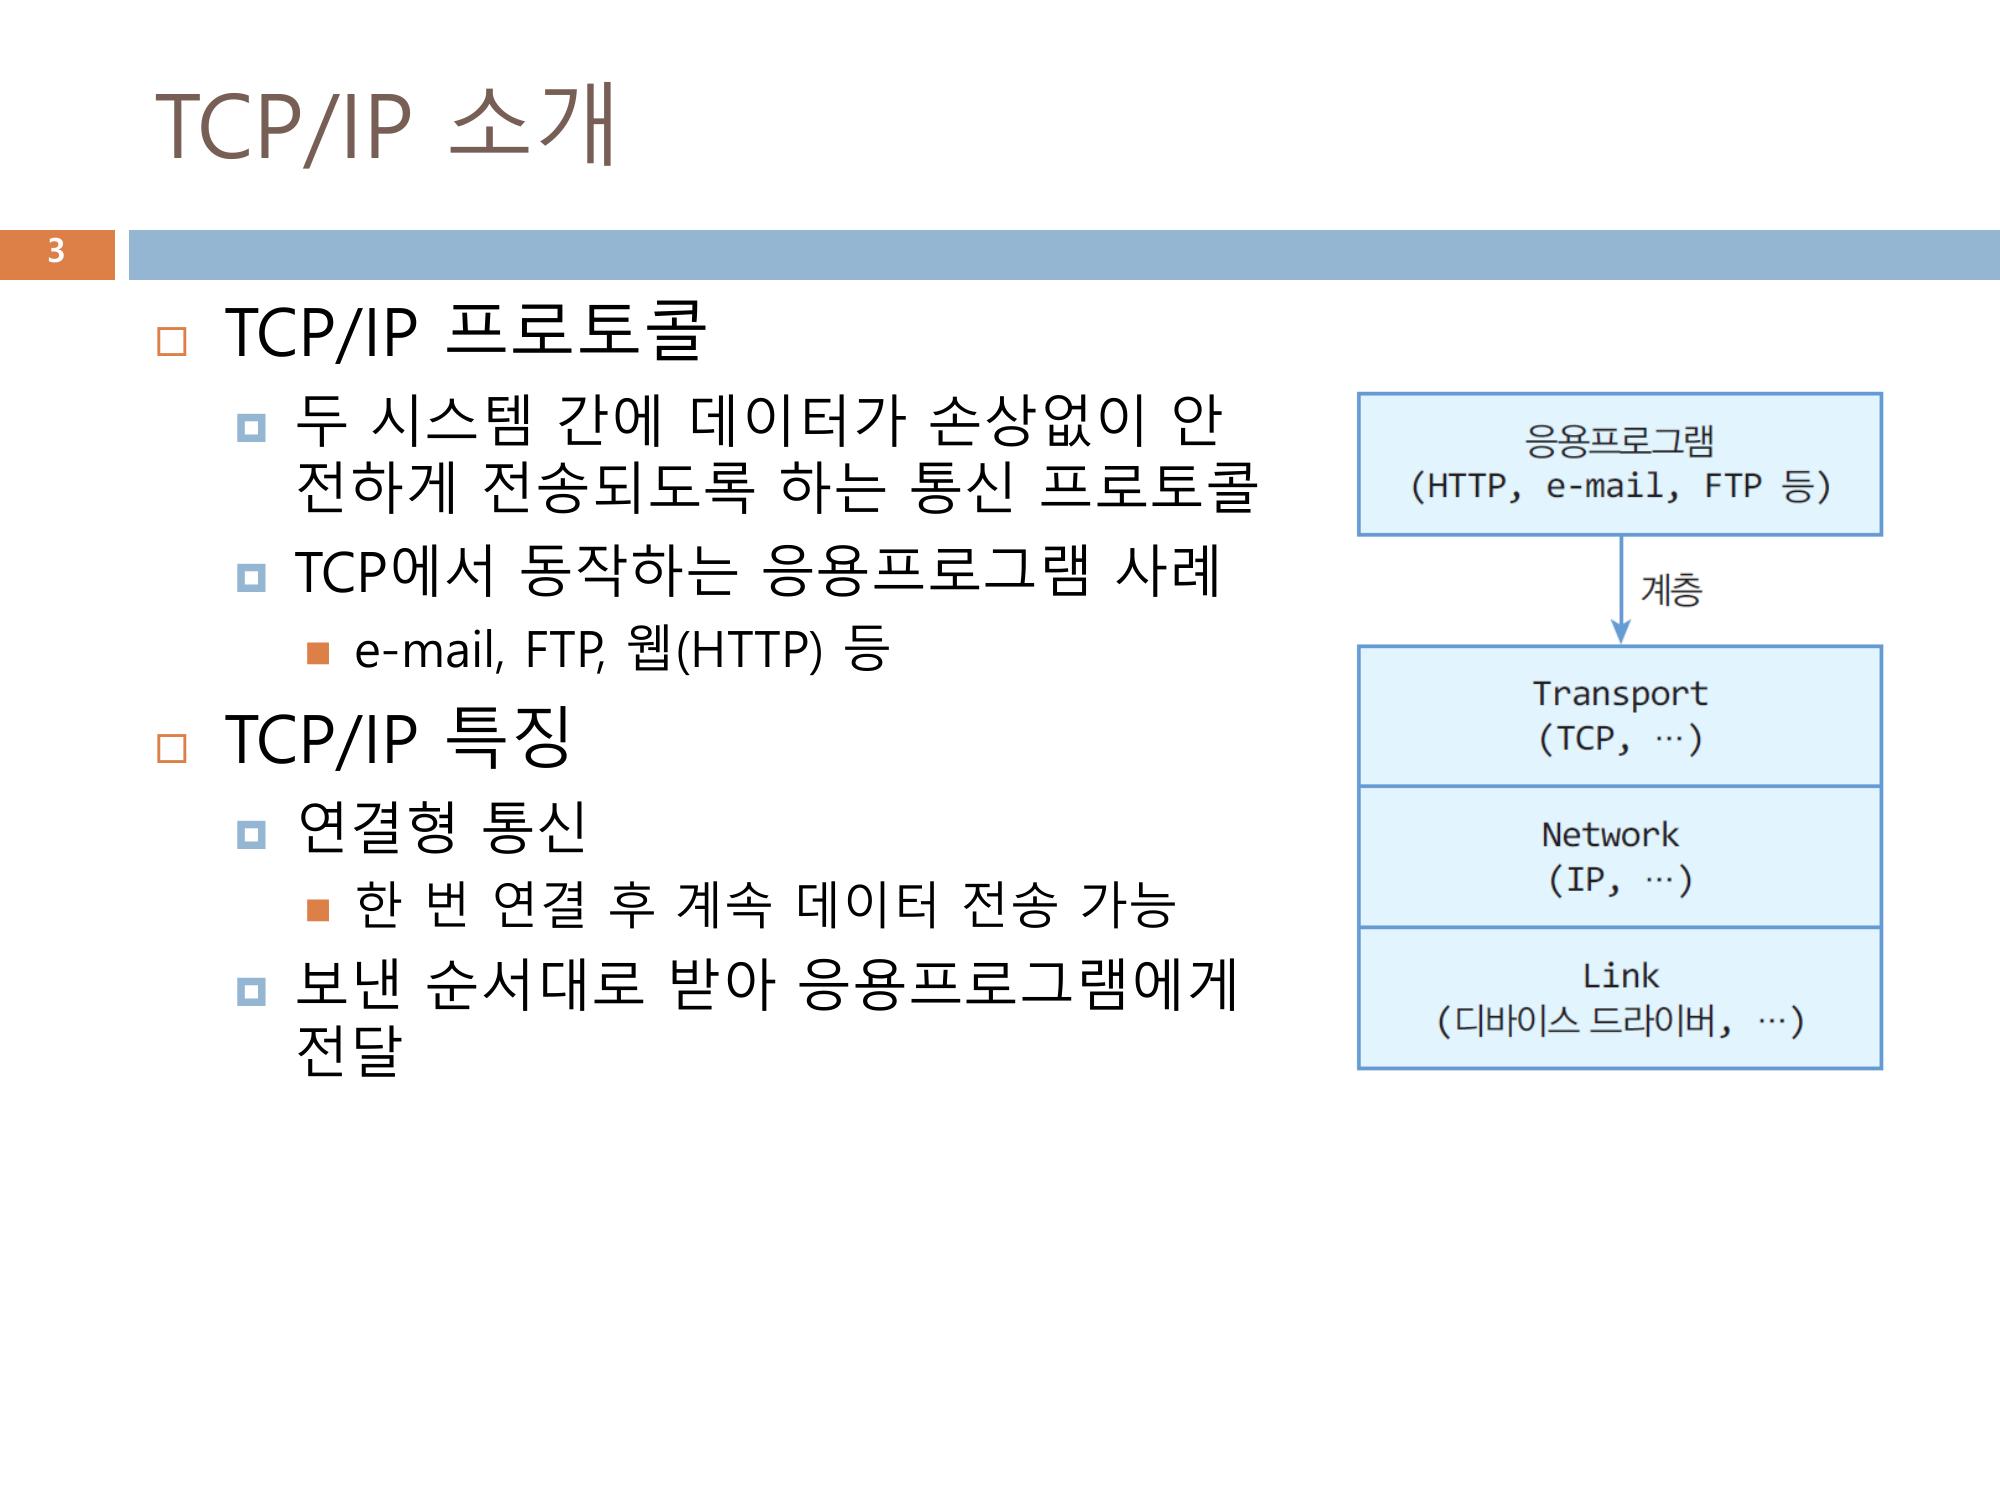 TCP/IP 소개
3
TCP/IP 프로토콜
두 시스템 간에 데이터가 손상없이 안
전하게 전송되도록 하는 통신 프로토콜
TCP에서 동작하는 응용프로그램 사례
e-mail, FTP, 웹(HTTP) 등
TCP/IP 특징
연결형 통신
한 번 연결 후 계속 데이터 전송 가능
보낸 순서대로 받아 응용프로그램에게
전달
응용프로그램
(HTTP, e-mail, FTP 등)
계층
Transport
(TCP, …)
Network
(IP, …)
Link
(디바이스 드라이버, …)